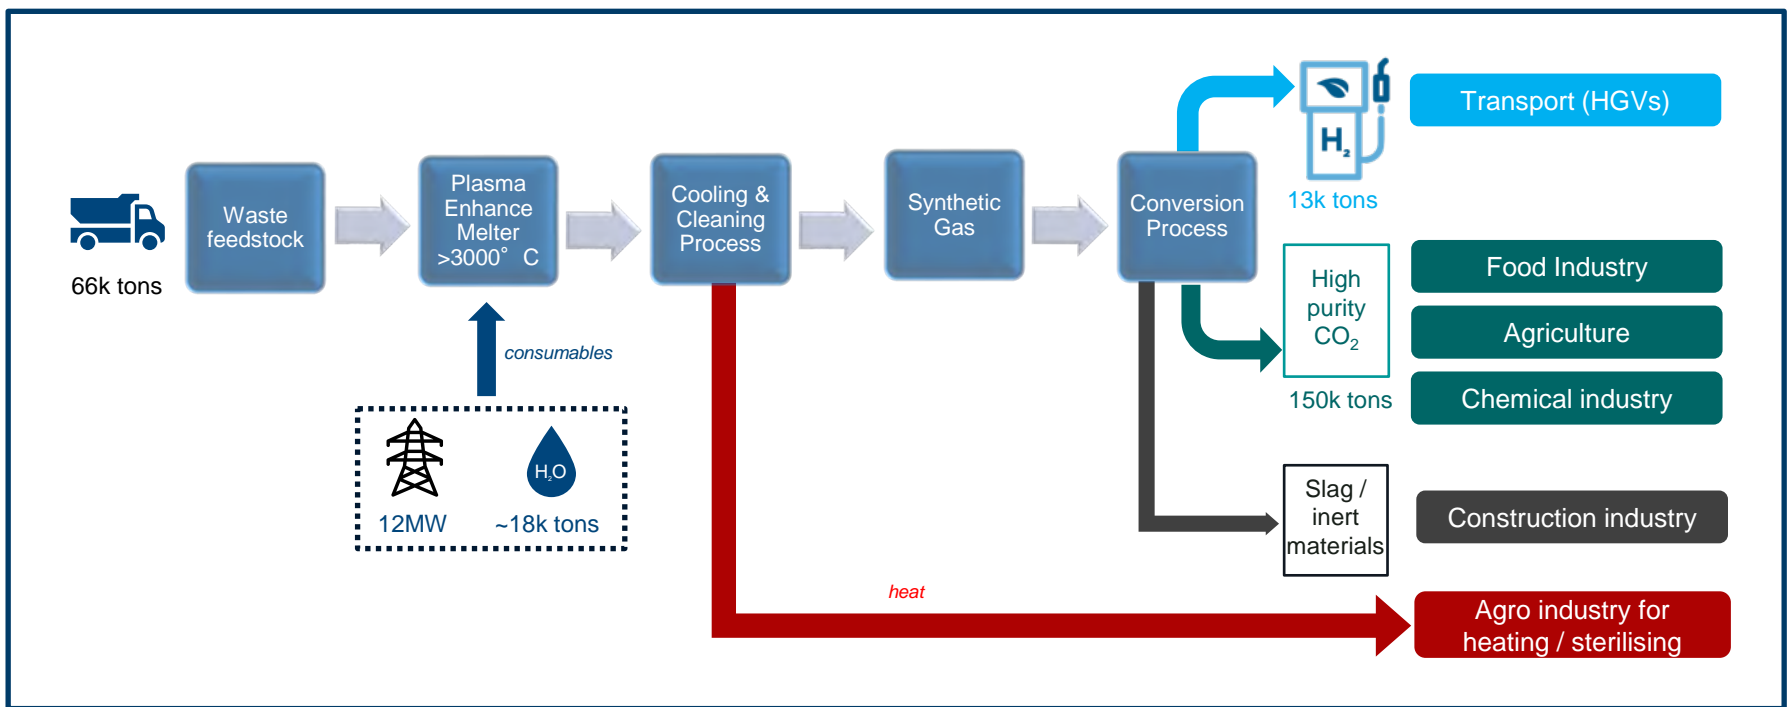 66k tons
Waste
feedstock
Plasma
Enhance
Melter
>3000° C
consumables
12MW
H₂O
~18k tons
Cooling &
Cleaning
Process
Synthetic
Gas
Conversion
Process
H₂
13k tons
Transport (HGVs)
High
purity
CO₂
150k tons
Food Industry
Agriculture
Chemical industry
Slag /
inert
materials
Construction industry
heat
Agro industry for
heating / sterilising